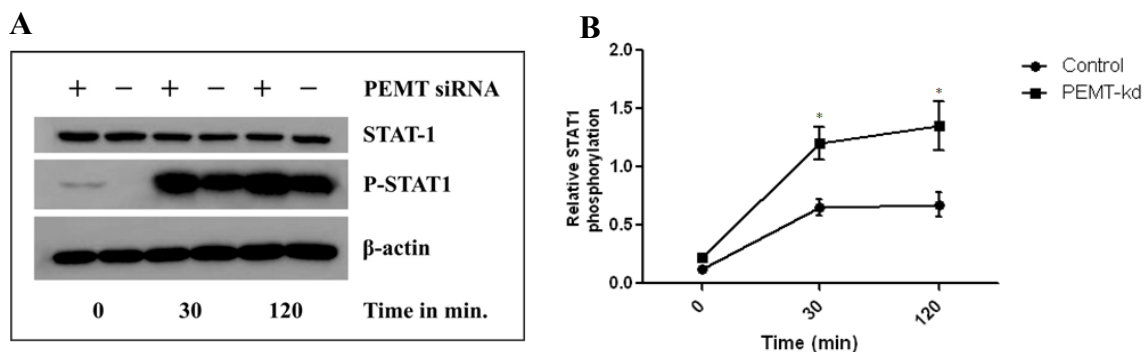 A
+ − + − + − PEMT siRNA
STAT-1
P-STAT1
β-actin
0 30 120 Time in min.
B
2.0
1.5
1.0
0.5
0.0
Relative STAT1
phosphorylation
* *
0 30 120
Time (min)
Control
PEMT-kd